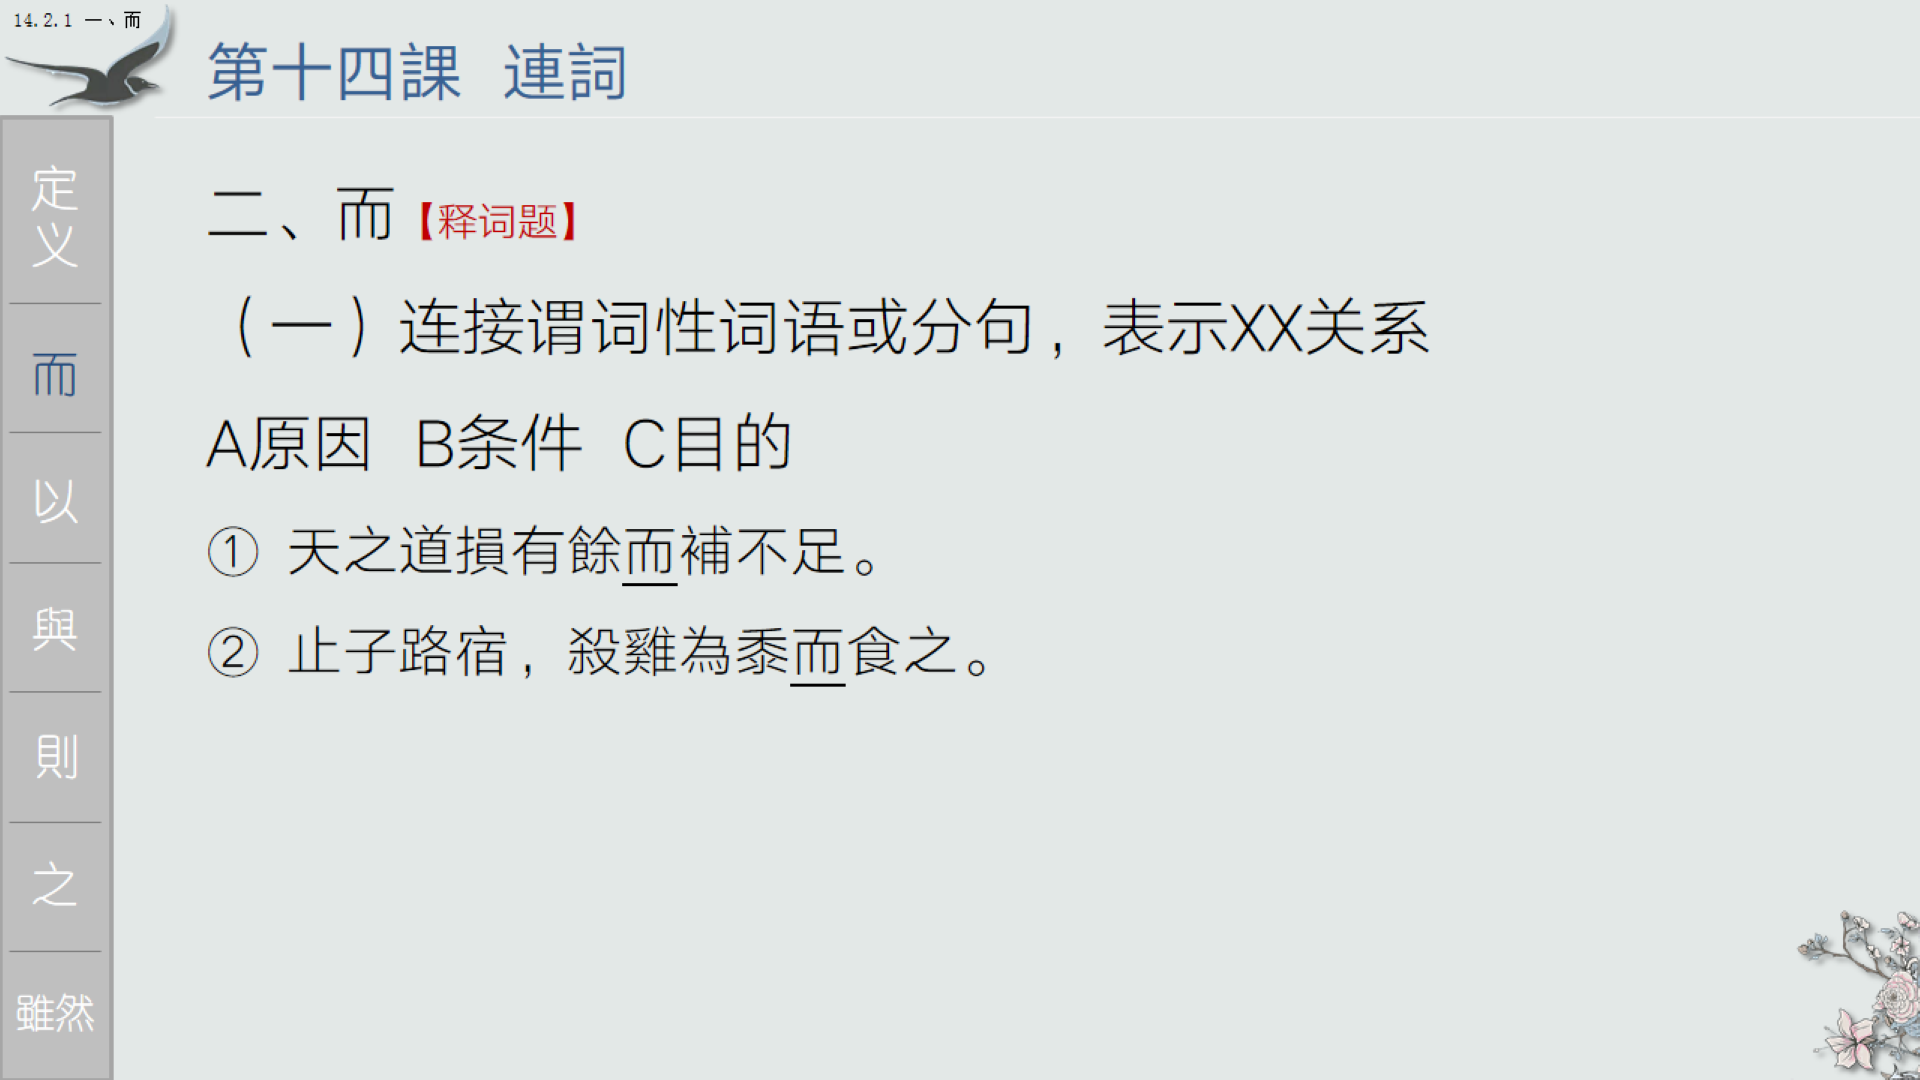 14.2.1 一、而
第十四課 連詞
定
义
而
以
與
則
之
雖然
二、而【释词题】
（一）连接谓词性词语或分句，表示XX关系
A原因 B条件 C目的
① 天之道損有餘而補不足。
② 止子路宿，殺雞為黍而食之。